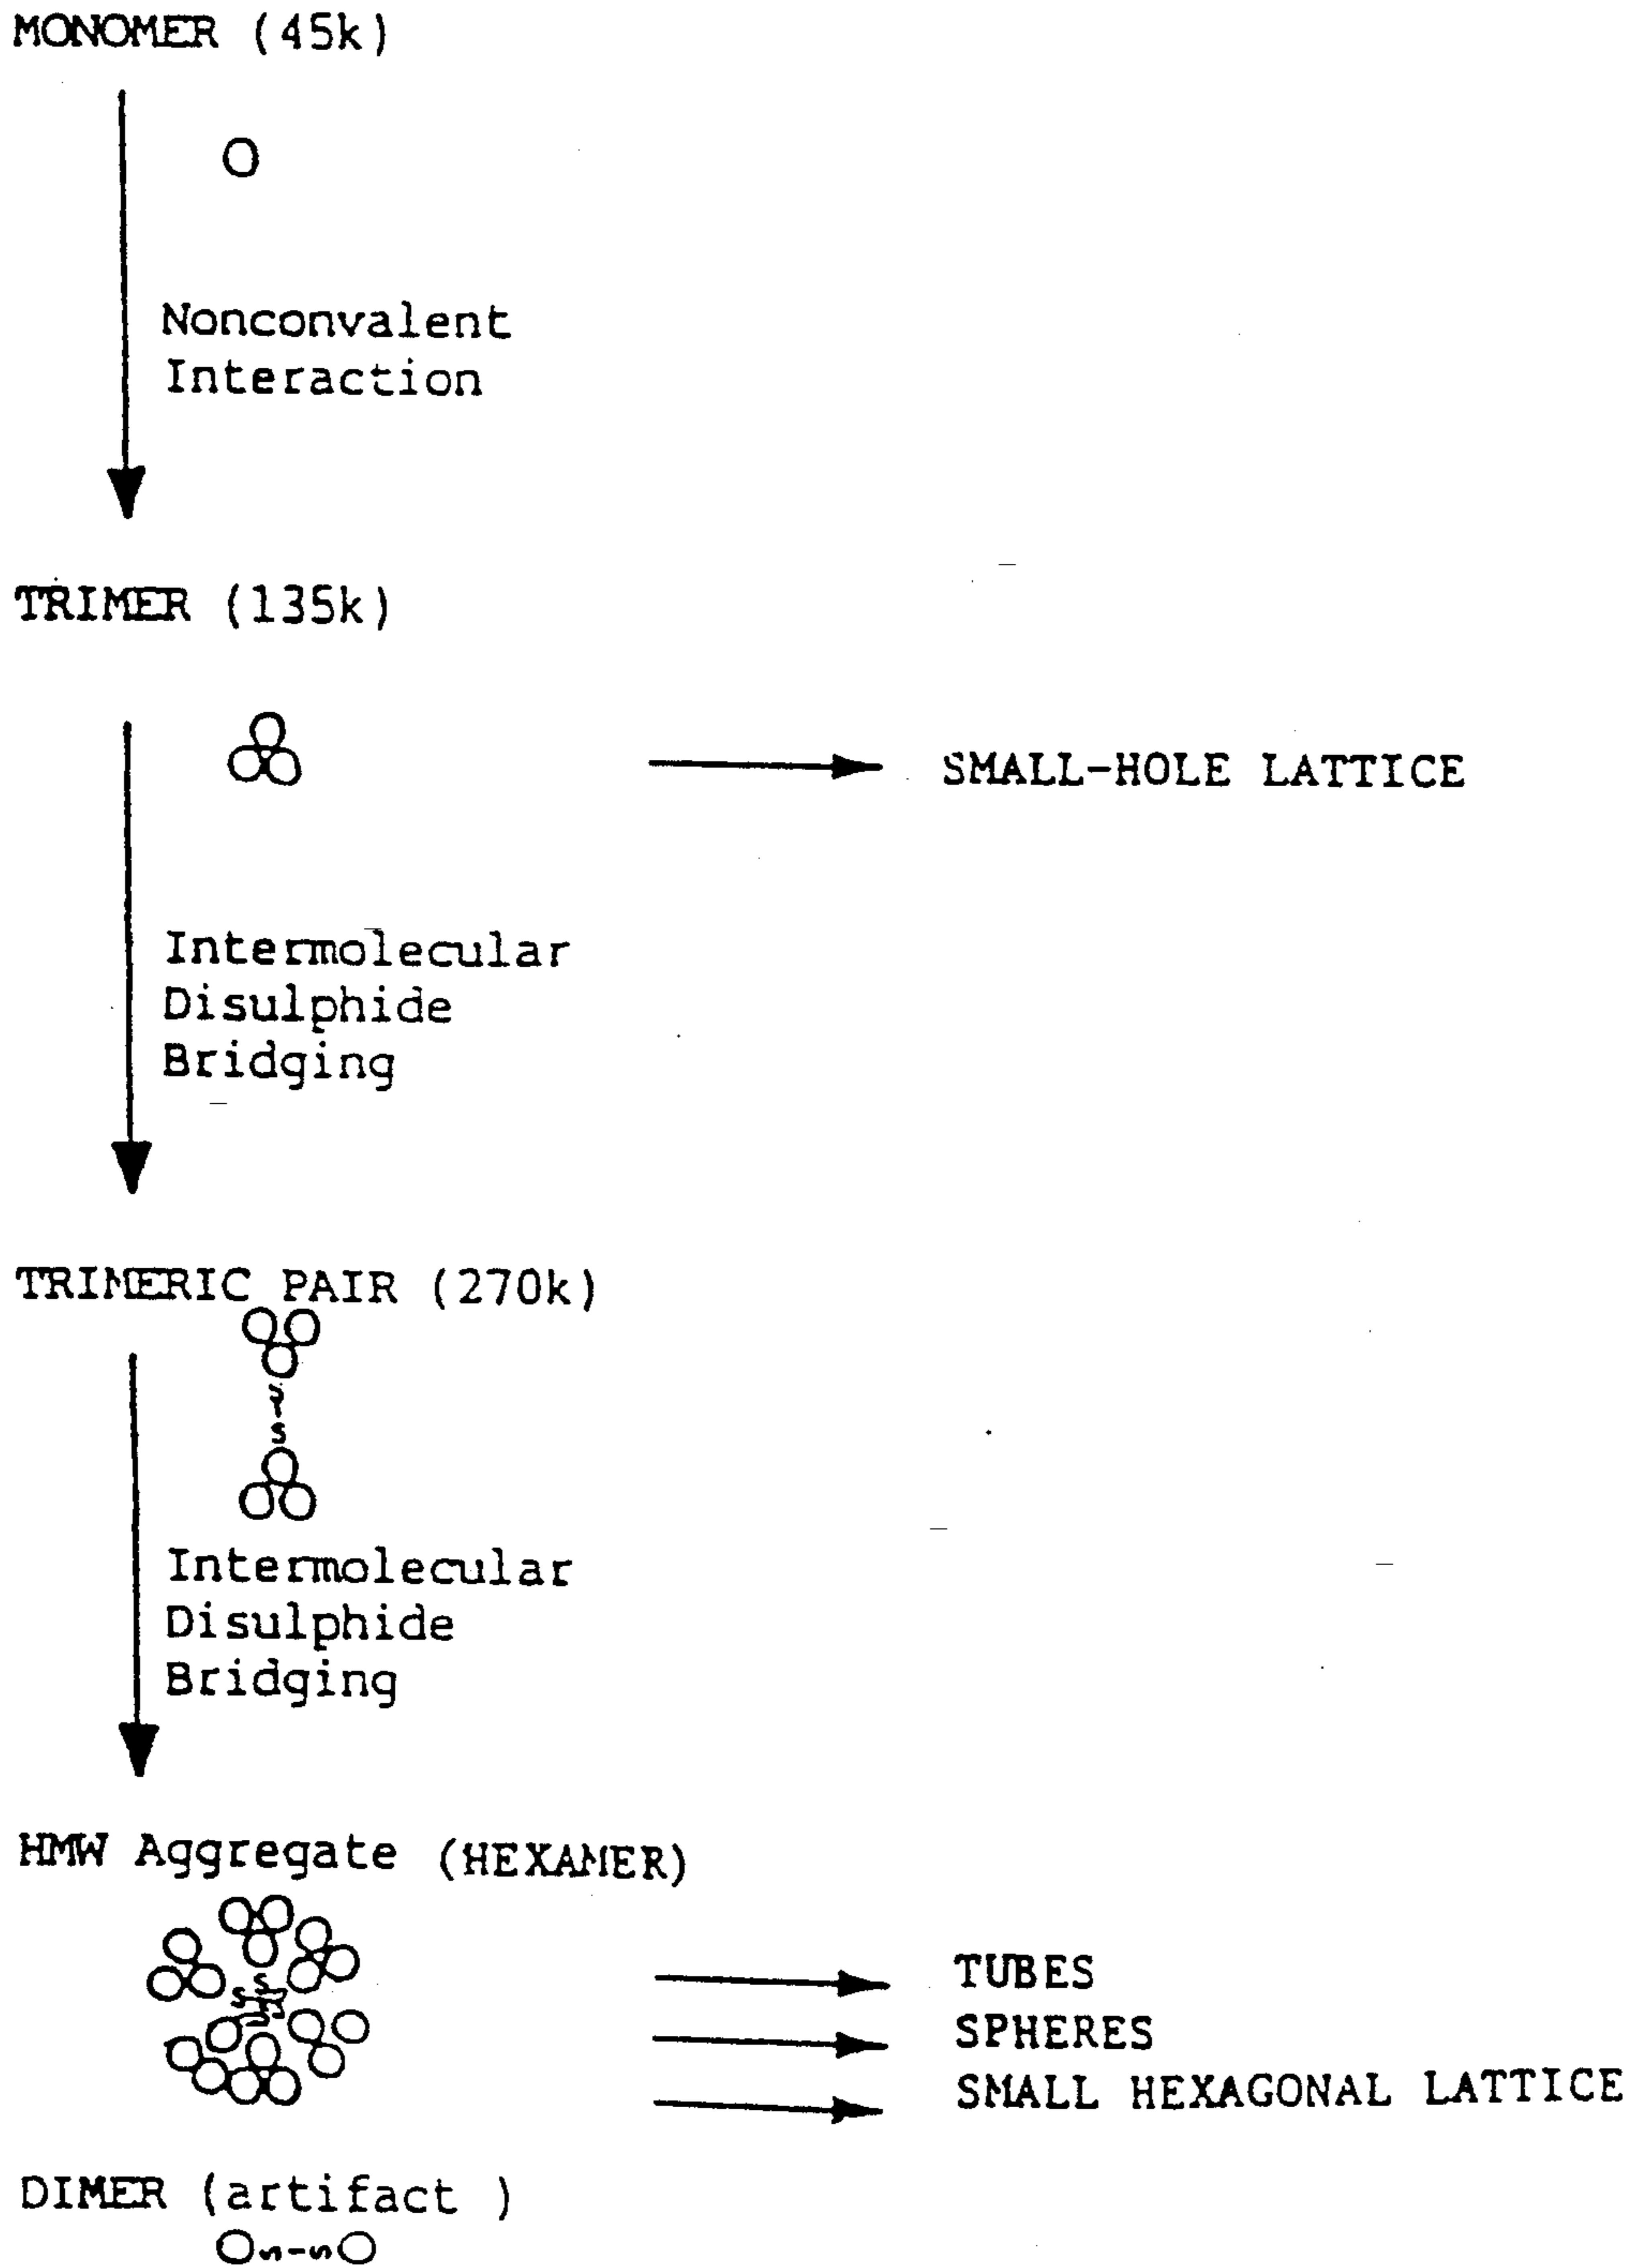 MONOMER (45k)
Nonconvalent
Interaction
TRIMER (135k)
SMALL-HOLE LATTICE
Intermolecular
Disulphide
Bridging
TRIMERIC PAIR (270k)
S
S
Intermolecular
Disulphide
Bridging
HMW Aggregate (HEXAMER)
TUBES
SPHERES
SMALL HEXAGONAL LATTICE
DIMER (artifact )
S-S